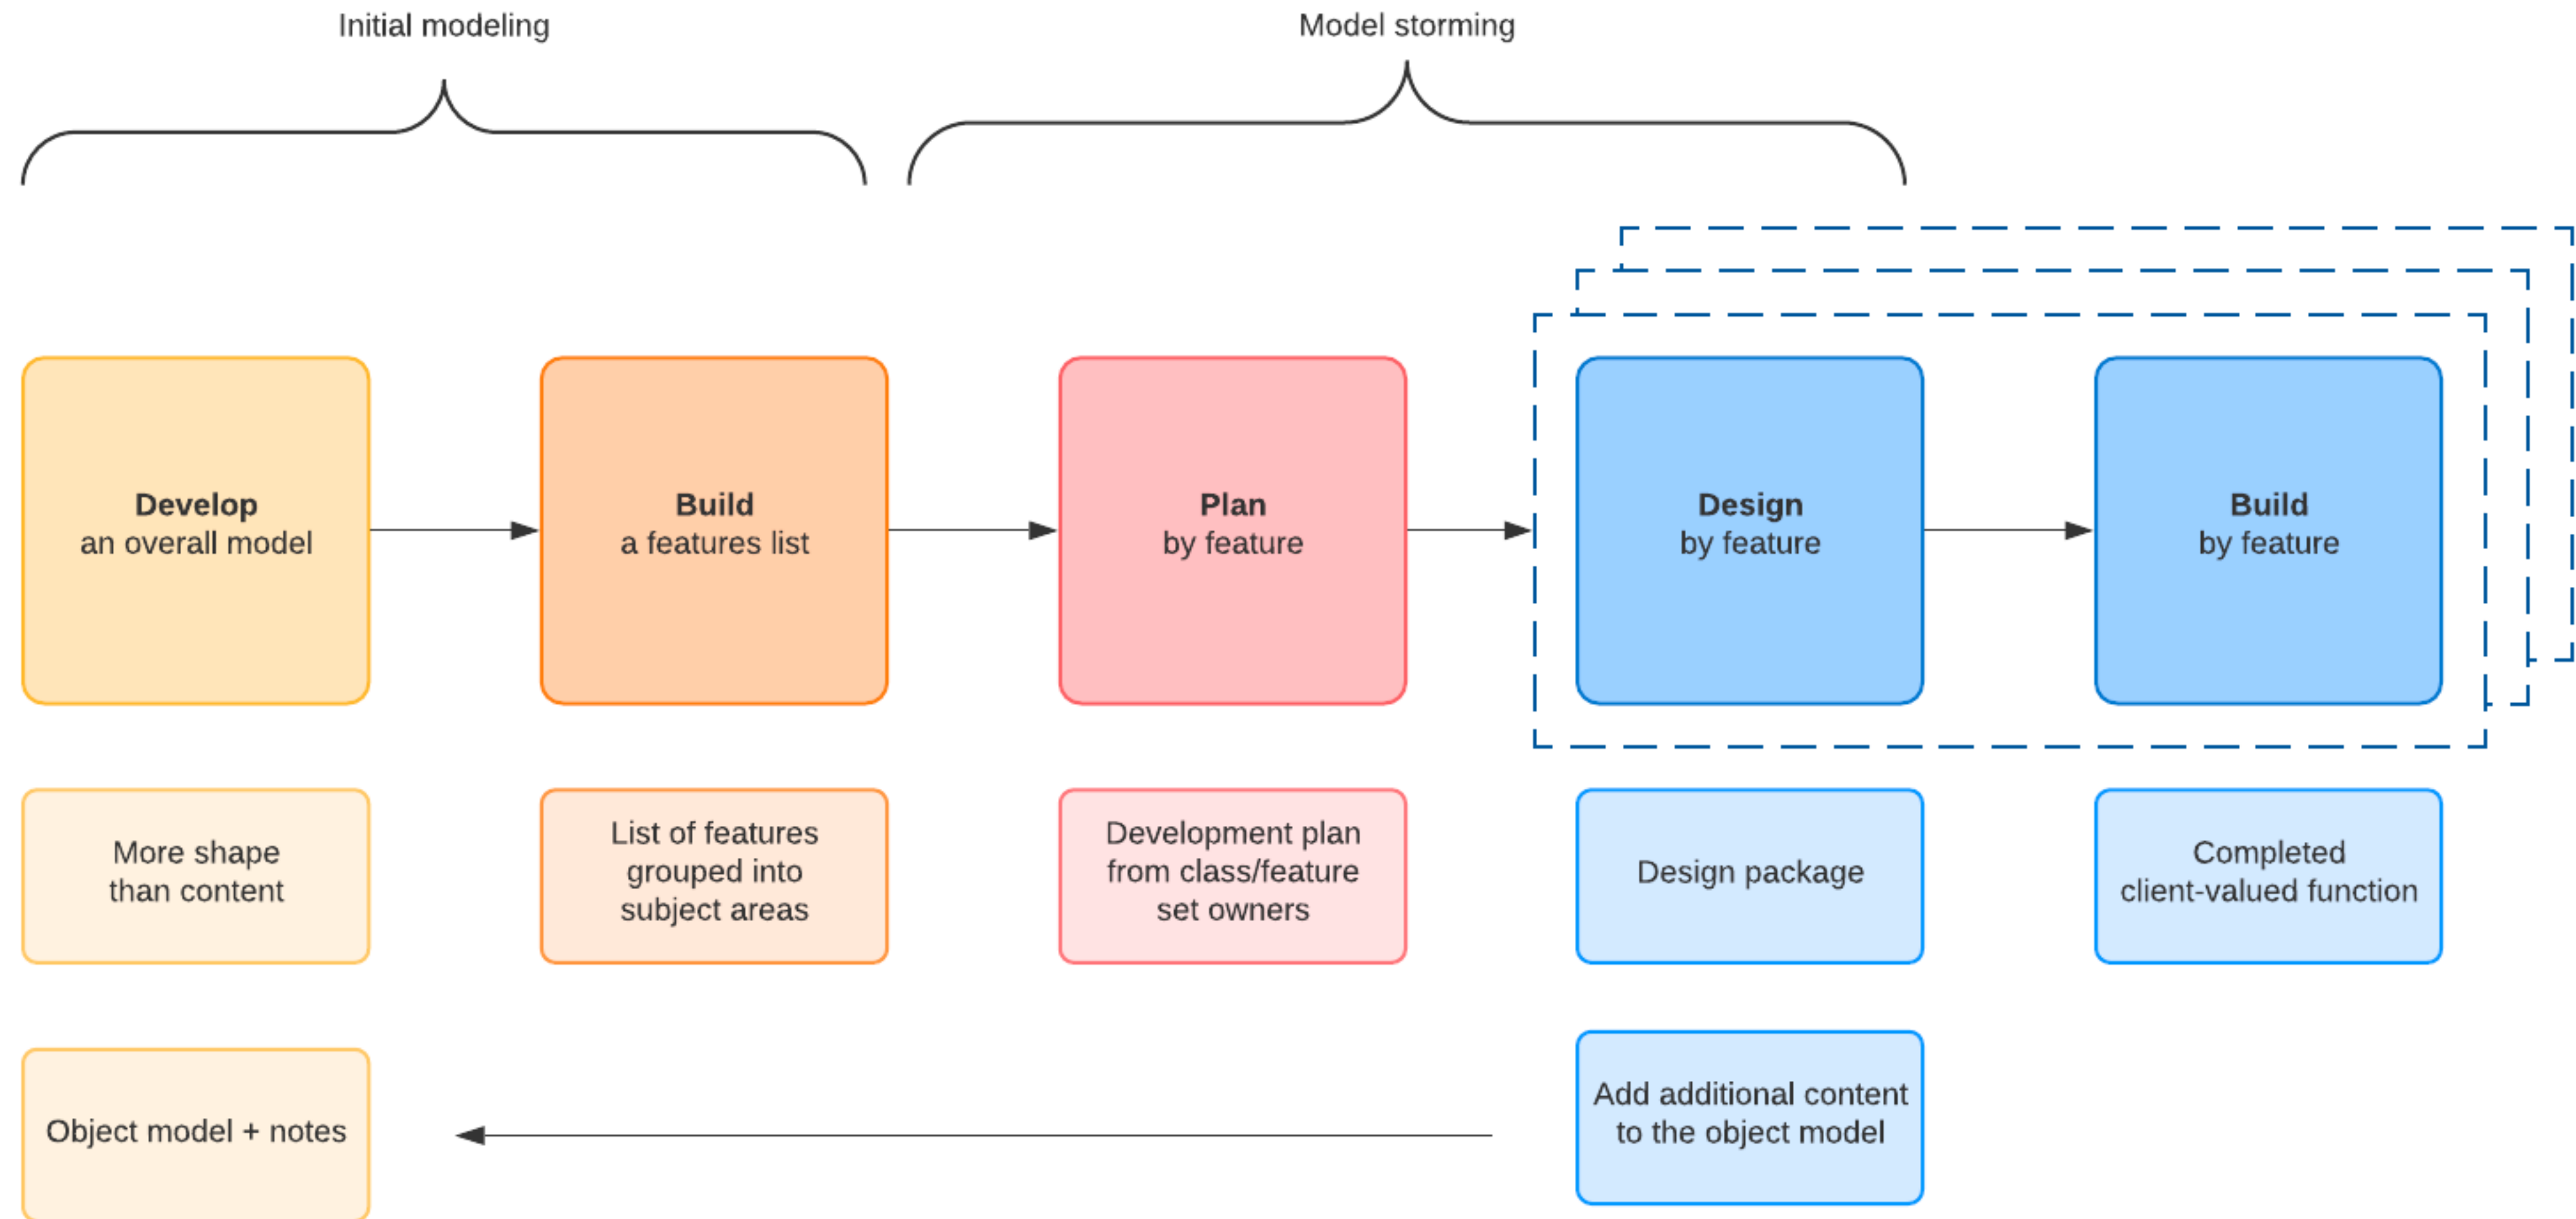 Initial modeling
Model storming
Develop
an overall model
Build
a features list
Plan
by feature
Design
by feature
Build
by feature
More shape
than content
List of features
grouped into
subject areas
Development plan
from class/feature
set owners
Design package
Completed
client-valued function
Object model + notes
Add additional content
to the object model